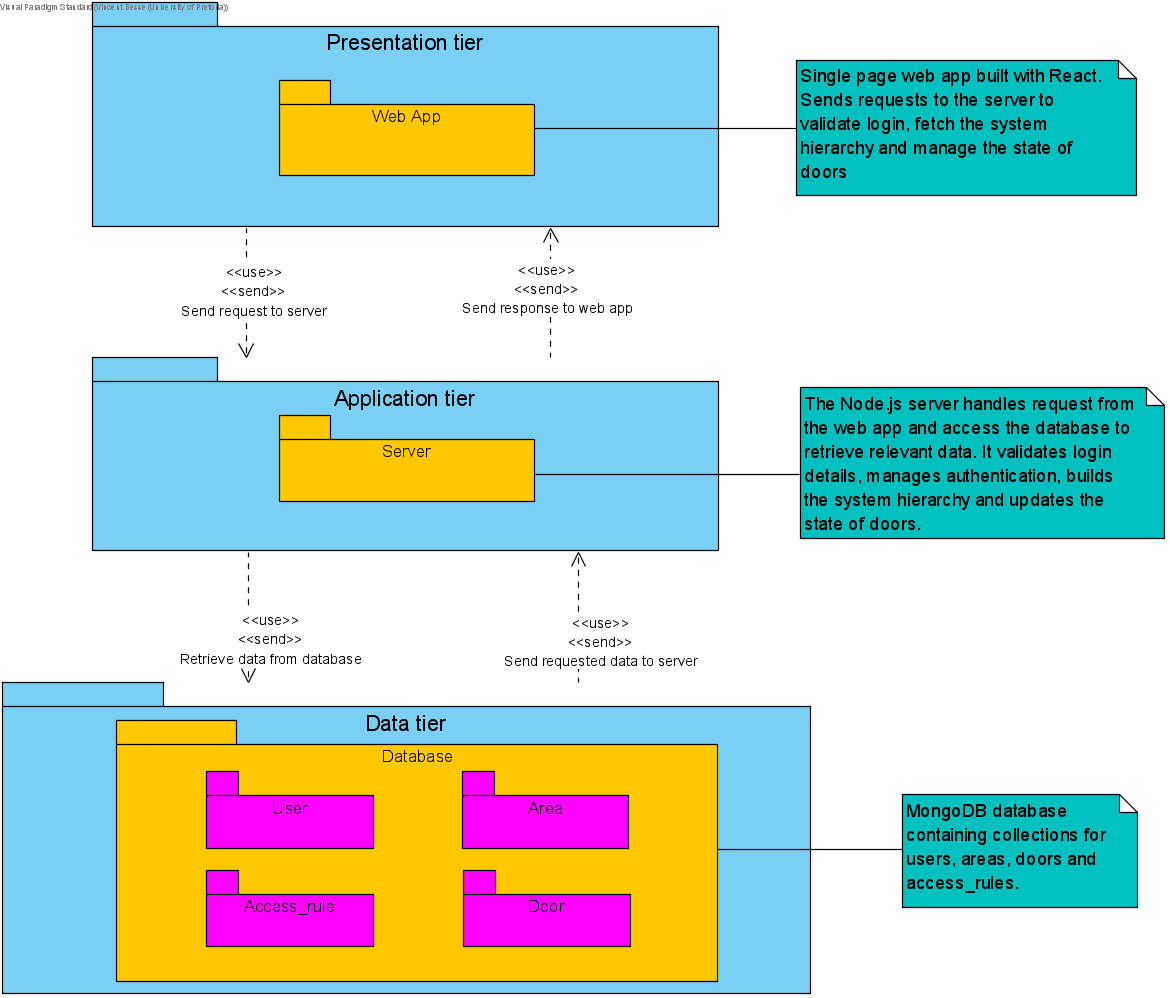 Visual Paradigm Standard(Vincent Besse (University of Pretoria))
Presentation tier
Web App
Single page web app built with React.
Sends requests to the server to
validate login, fetch the system
hierarchy and manage the state of
doors
<<use>>
<<send>>
Send request to server
<<use>>
<<send>>
Send response to web app
Application tier
Server
The Node.js server handles request from
the web app and access the database to
retrieve relevant data. It validates login
details, manages authentication, builds
the system hierarchy and updates the
state of doors.
<<use>>
<<send>>
Retrieve data from database
<<use>>
<<send>>
Send requested data to server
Data tier
Database
User
Area
Access_rule
Door
MongoDB database
containing collections for
users, areas, doors and
access_rules.